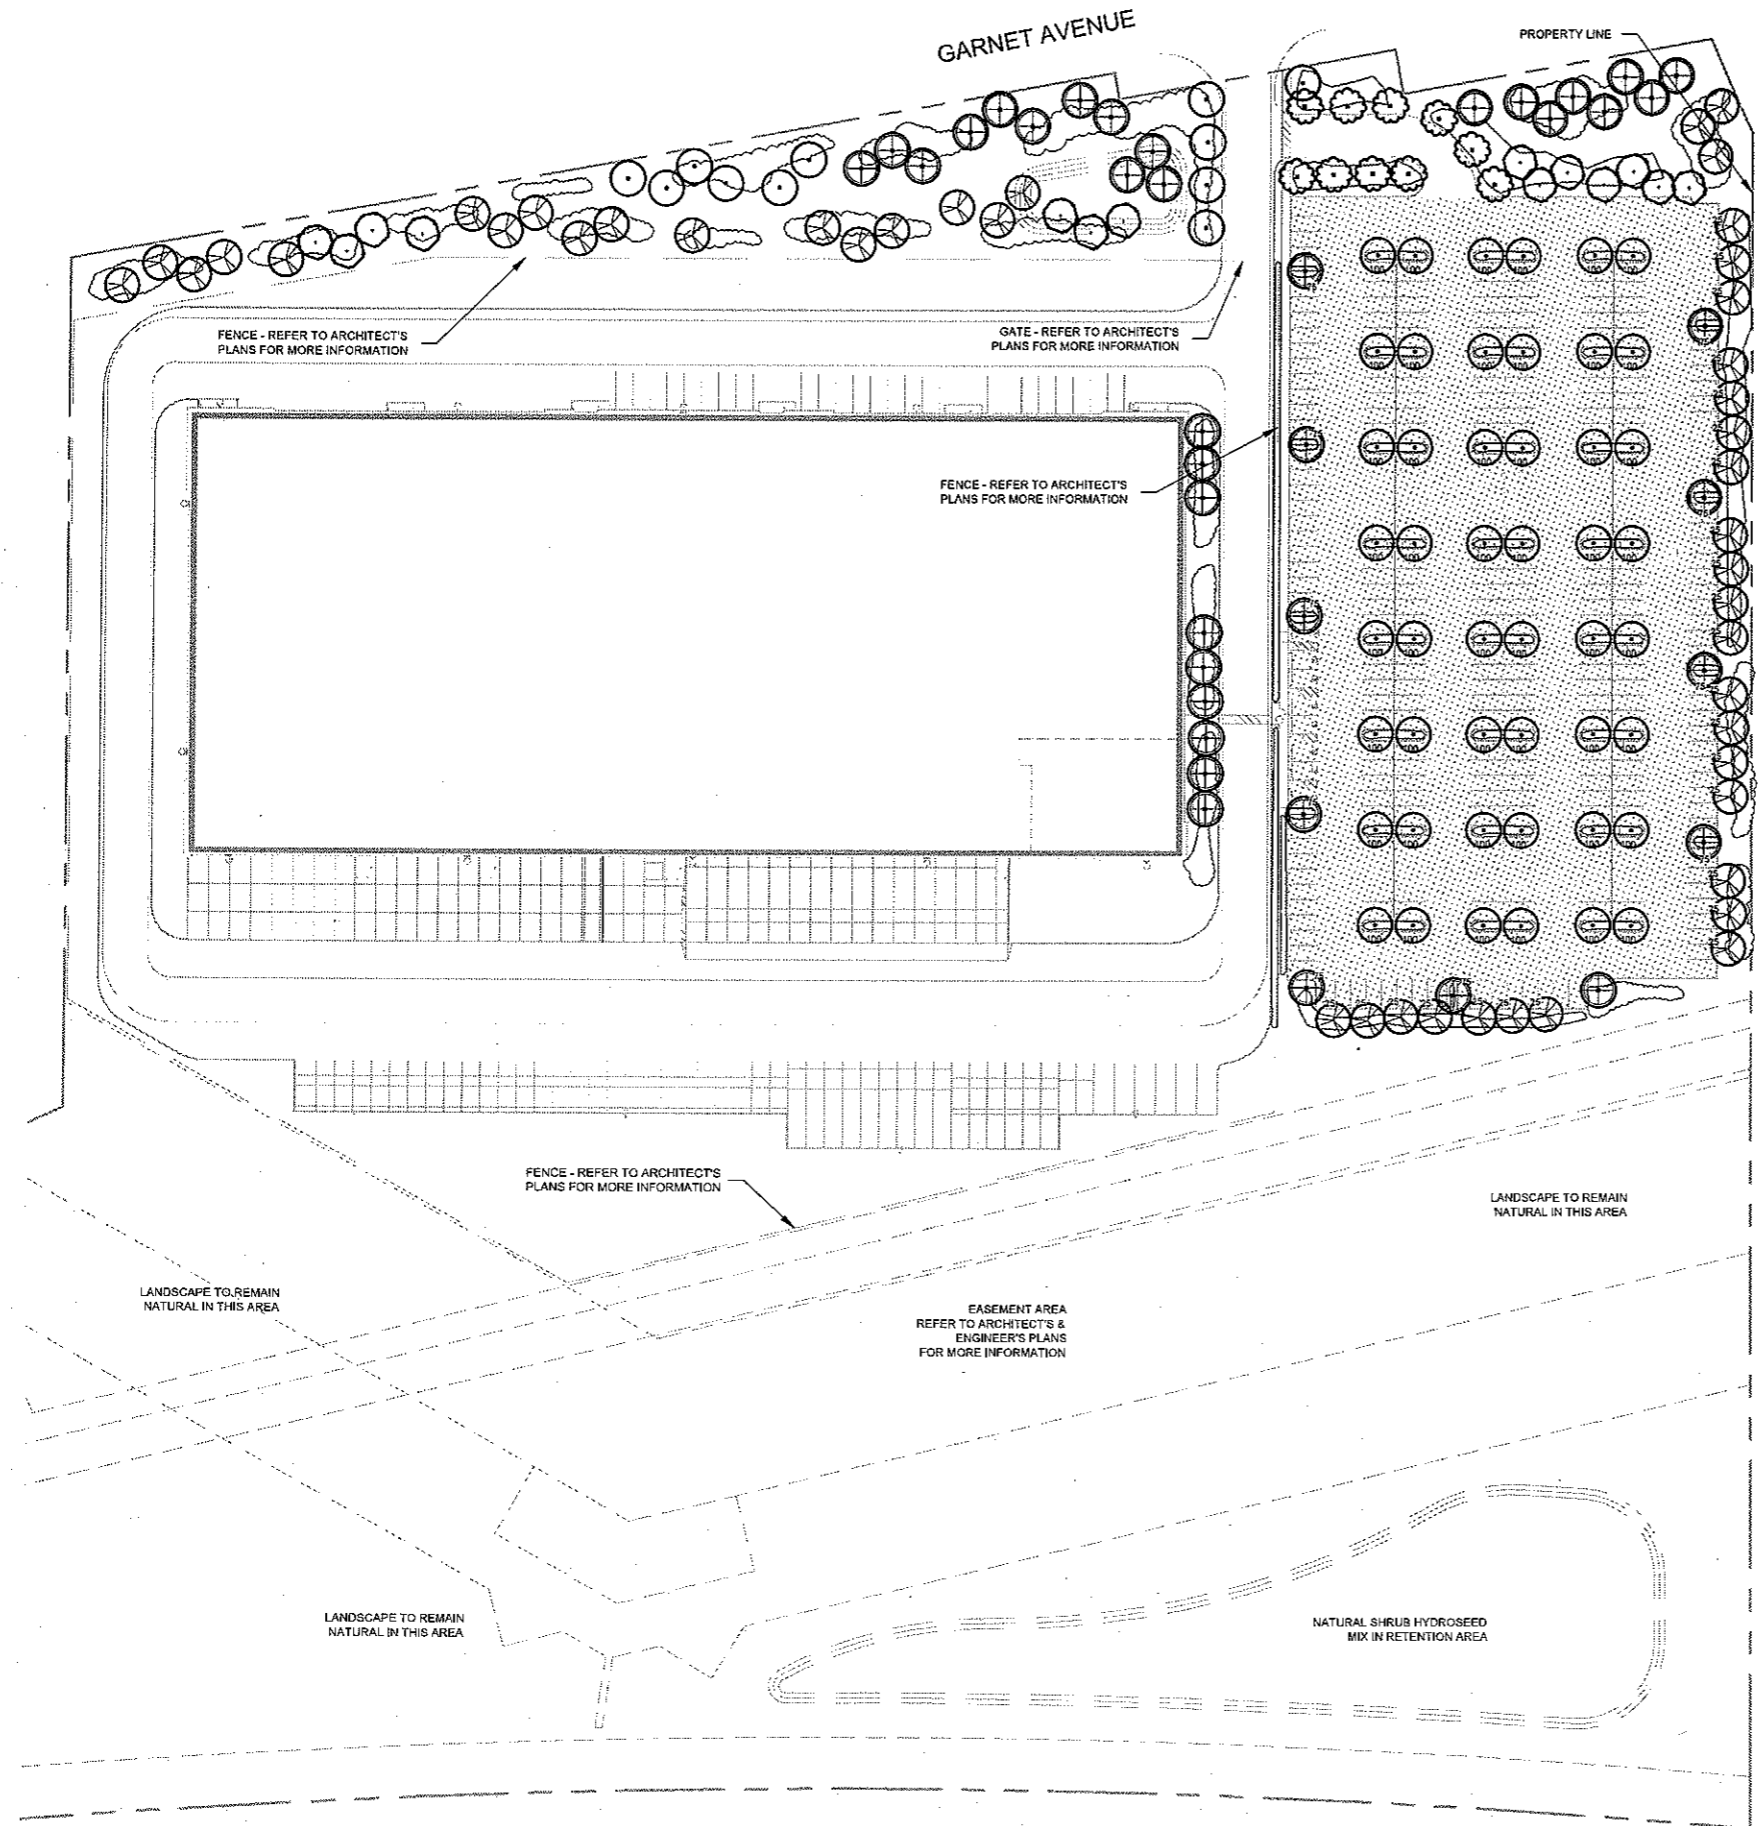 GARNET AVENUE
PROPERTY LINE
FENCE - REFER TO ARCHITECT'S
PLANS FOR MORE INFORMATION
GATE - REFER TO ARCHITECT'S
PLANS FOR MORE INFORMATION
FENCE - REFER TO ARCHITECT'S
PLANS FOR MORE INFORMATION
FENCE - REFER TO ARCHITECT'S
PLANS FOR MORE INFORMATION
LANDSCAPE TO REMAIN
NATURAL IN THIS AREA
LANDSCAPE TO REMAIN
NATURAL IN THIS AREA
EASEMENT AREA
REFER TO ARCHITECT'S &
ENGINEER'S PLANS
FOR MORE INFORMATION
LANDSCAPE TO REMAIN
NATURAL IN THIS AREA
NATURAL SHRUB HYDROSEED
MIX IN RETENTION AREA